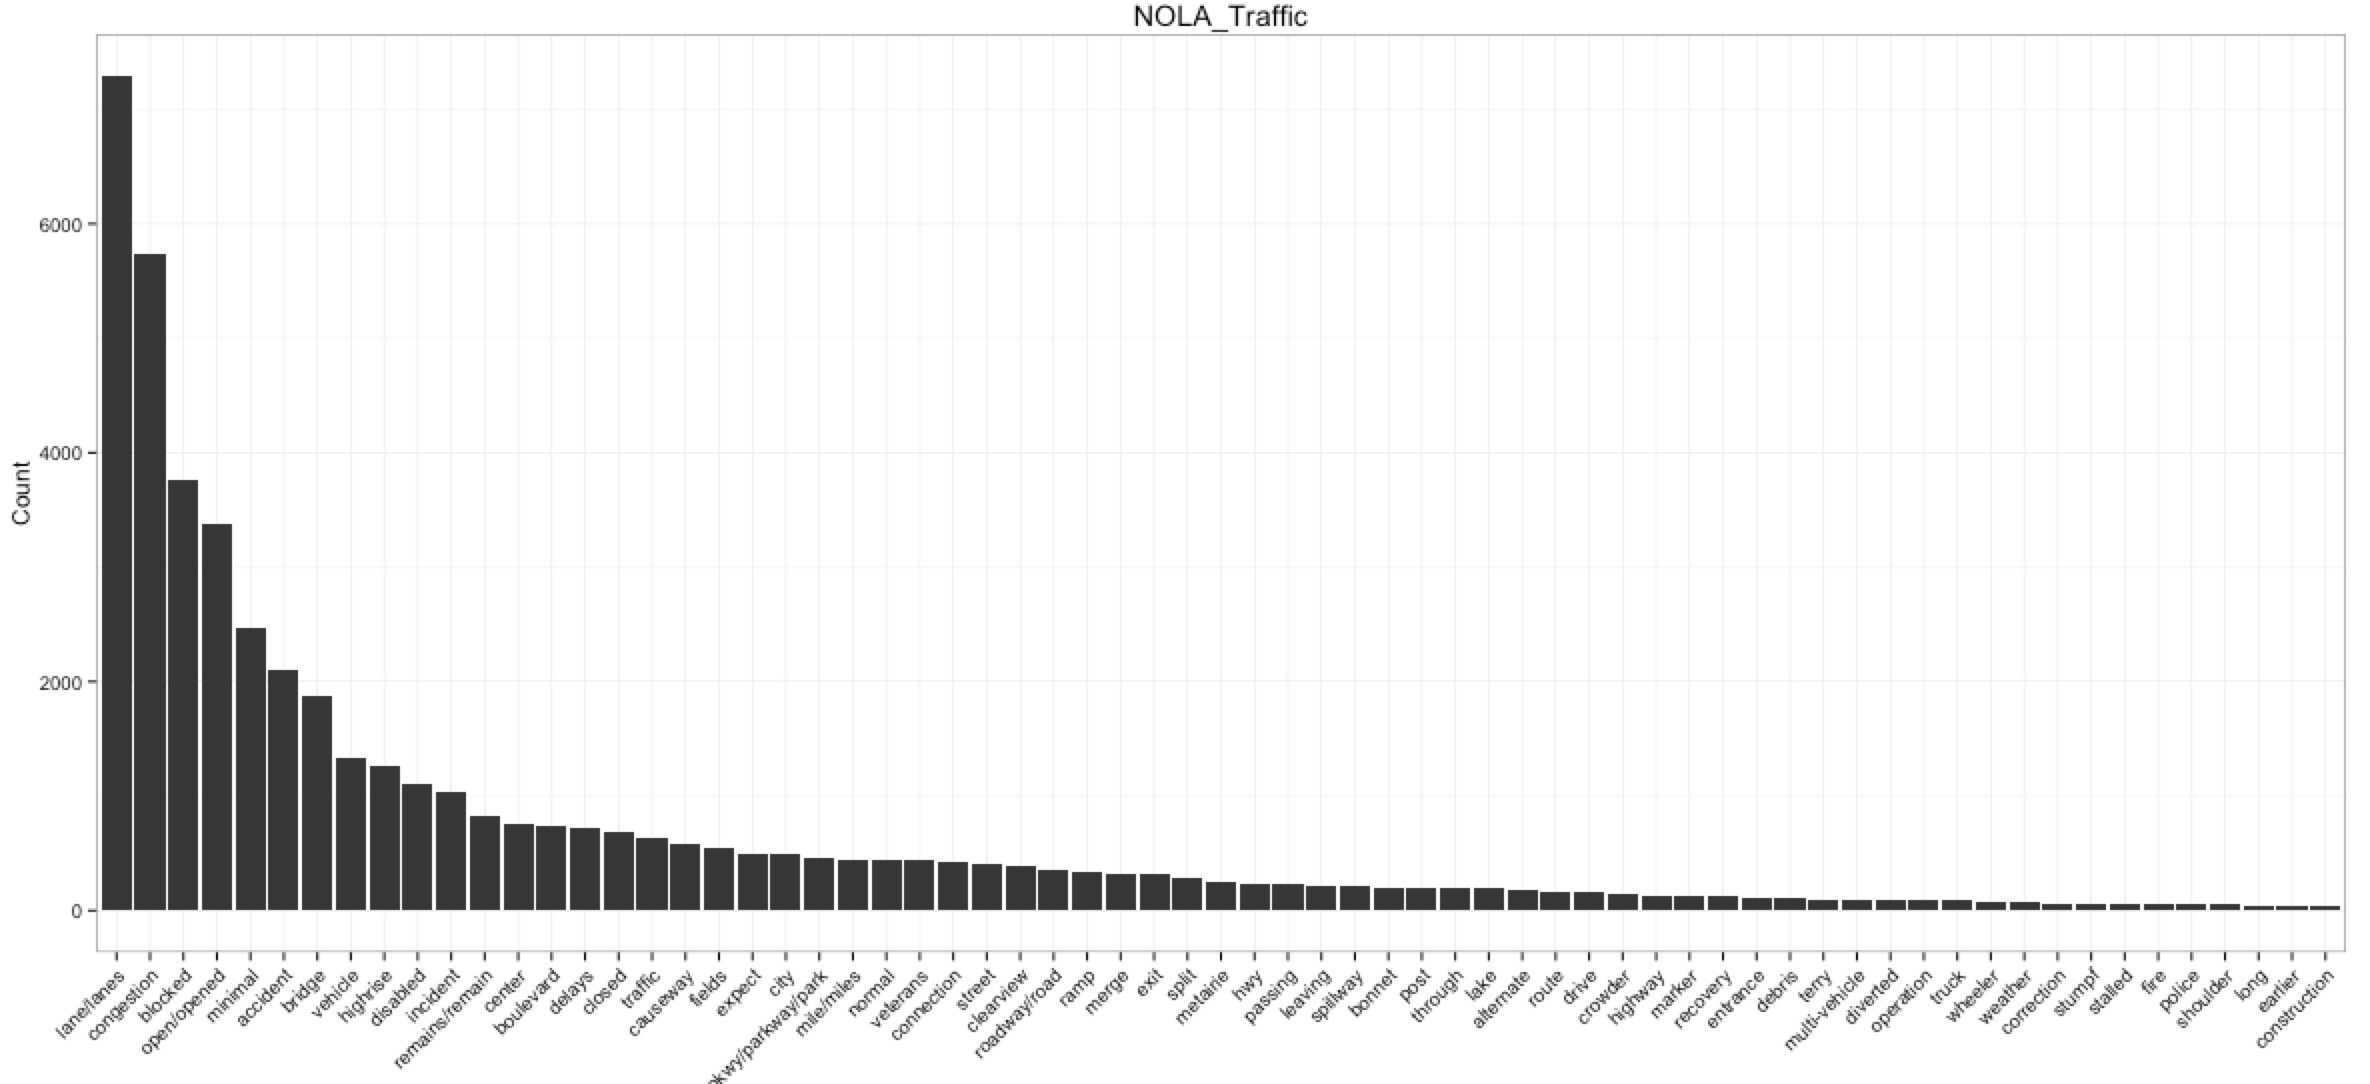 NOLA_Traffic
Count
6000
4000
2000
0
lane/lanes
congestion
blocked
open/opened
minimal
accident
bridge
vehicle
highrise
disabled
incident
remains/remain
center
boulevard
delays
closed
traffic
causeway
fields
expect
city
pkwy/parkway/park
mile/miles
normal
veterans
connection
street
clearview
roadway/road
ramp
merge
exit
split
metairie
hwy
passing
leaving
spillway
bonnet
post
through
lake
alternate
route
drive
crowder
highway
marker
recovery
entrance
debris
terry
multi-vehicle
diverted
operation
truck
wheeler
weather
correction
stumpf
stalled
fire
police
shoulder
long
earlier
construction